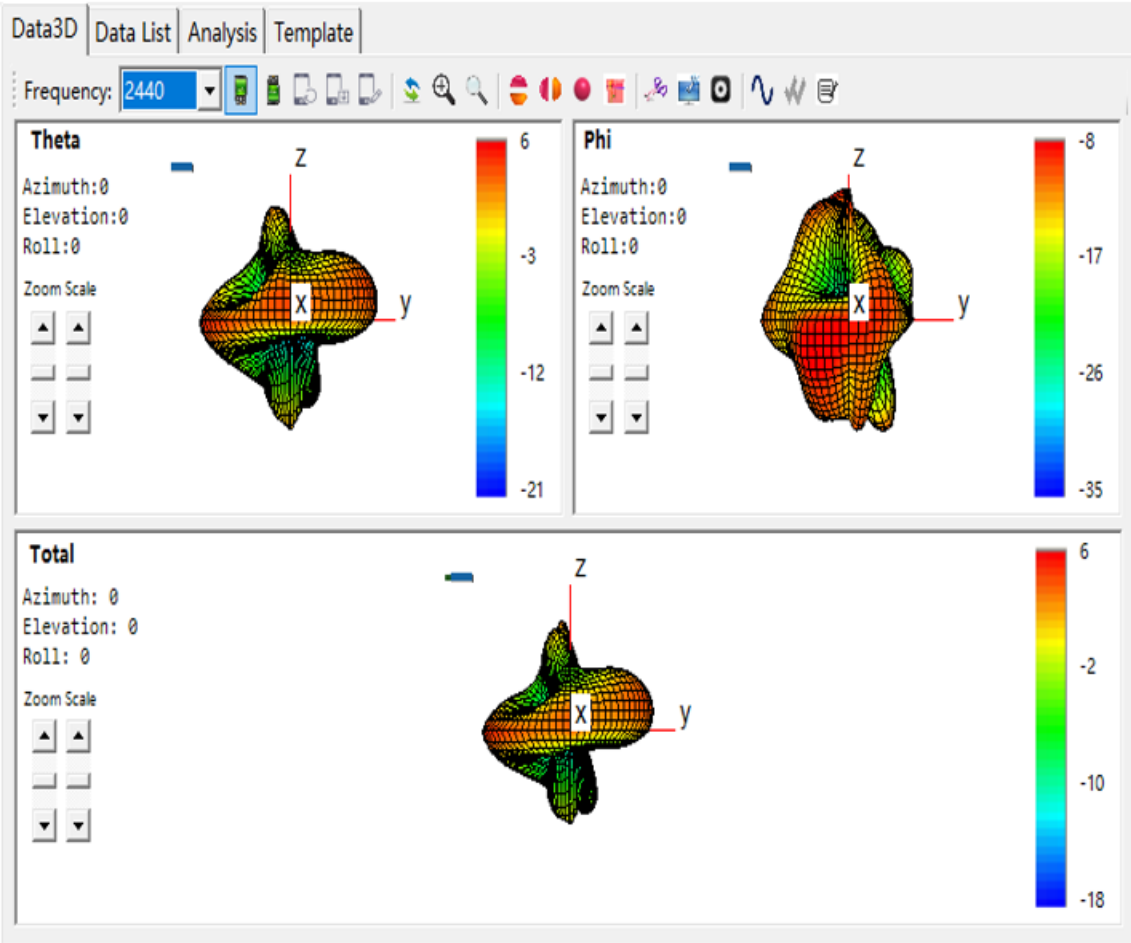 Data3D Data List Analysis Template
Frequency: 2440
Theta
Azimuth:0
Elevation:0
Roll:0
Zoom Scale
z
x
y
6
-3
-12
-21
Phi
Azimuth:0
Elevation:0
Roll:0
Zoom Scale
z
x
y
-8
-17
-26
-35
Total
Azimuth: 0
Elevation: 0
Roll: 0
Zoom Scale
z
x
y
6
-2
-10
-18